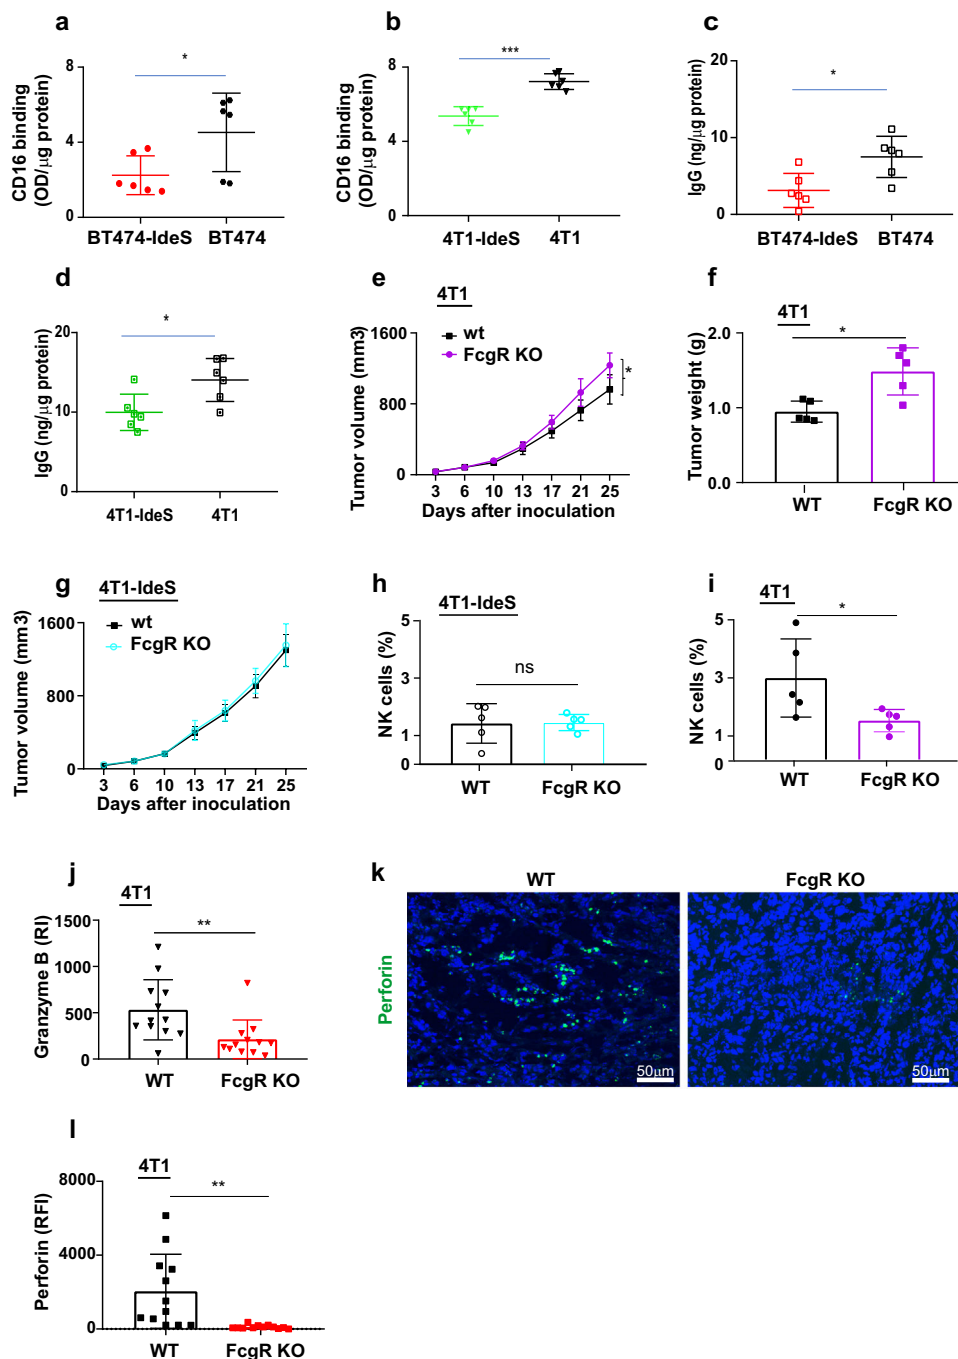 a
*
CD16 binding
(OD/μg protein)
8
4
0
BT474-IdeS
BT474
b
***
CD16 binding
(OD/μg protein)
8
6
4
2
0
4T1-IdeS
4T1
c
*
IgG (ng/μg protein)
20
10
0
BT474-IdeS
BT474
d
*
IgG (ng/μg protein)
20
10
0
4T1-IdeS
4T1
e
4T1
wt
FcgR KO
*
Tumor volume (mm3)
1600
800
0
3 6 10 13 17 21 25
Days after inoculation
f
4T1
*
Tumor weight (g)
2.0
1.0
0.0
WT
FcgR KO
g
4T1-IdeS
wt
FcgR KO
Tumor volume (mm3)
1600
800
0
3 6 10 13 17 21 25
Days after inoculation
h
4T1-IdeS
ns
NK cells (%)
5
3
1
0
WT
FcgR KO
i
4T1
*
NK cells (%)
5
3
1
0
WT
FcgR KO
j
4T1
**
Granzyme B (RI)
1500
1000
500
0
WT
FcgR KO
k
WT
FcgR KO
Perforin
50μm
50μm
l
4T1
**
Perforin (RFI)
8000
4000
0
WT
FcgR KO